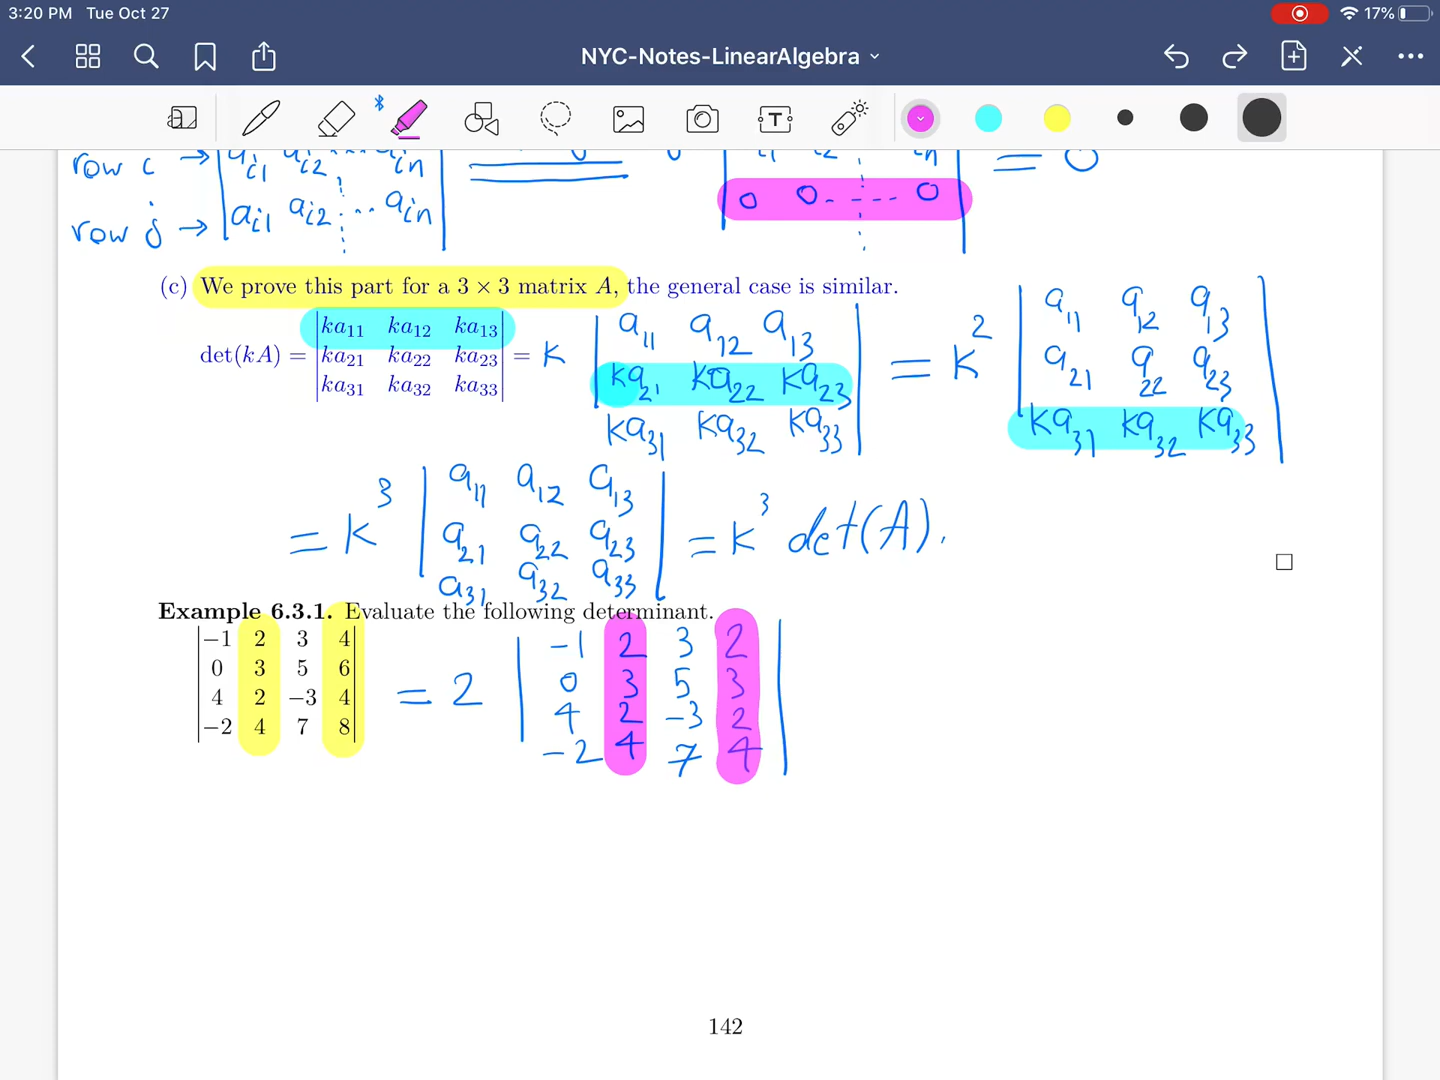 3:20 PM Tue Oct 27 17%
NYC-Notes-LinearAlgebra
row i → | a_i1 a_i2 ... a_in | = 0
row j → | a_i1 a_i2 ... a_in | 0 0 ... 0
(c) We prove this part for a 3 × 3 matrix A, the general case is similar.
det(kA) = | ka11 ka12 ka13 | = k | a11 a12 a13 | = k^2 | a11 a12 a13 |
| ka21 ka22 ka23 | | ka21 ka22 ka23 | | a21 a22 a23 |
| ka31 ka32 ka33 | | ka31 ka32 ka33 | | ka31 ka32 ka33 |
= k^3 | a11 a12 a13 | = k^3 det(A).
| a21 a22 a23 |
| a31 a32 a33 |
□
Example 6.3.1. Evaluate the following determinant.
| −1 2 3 4 | = 2 | -1 2 3 2 |
| 0 3 5 6 | | 0 3 5 3 |
| 4 2 −3 4 | | 4 2 -3 2 |
| −2 4 7 8 | | -2 4 7 4 |
142